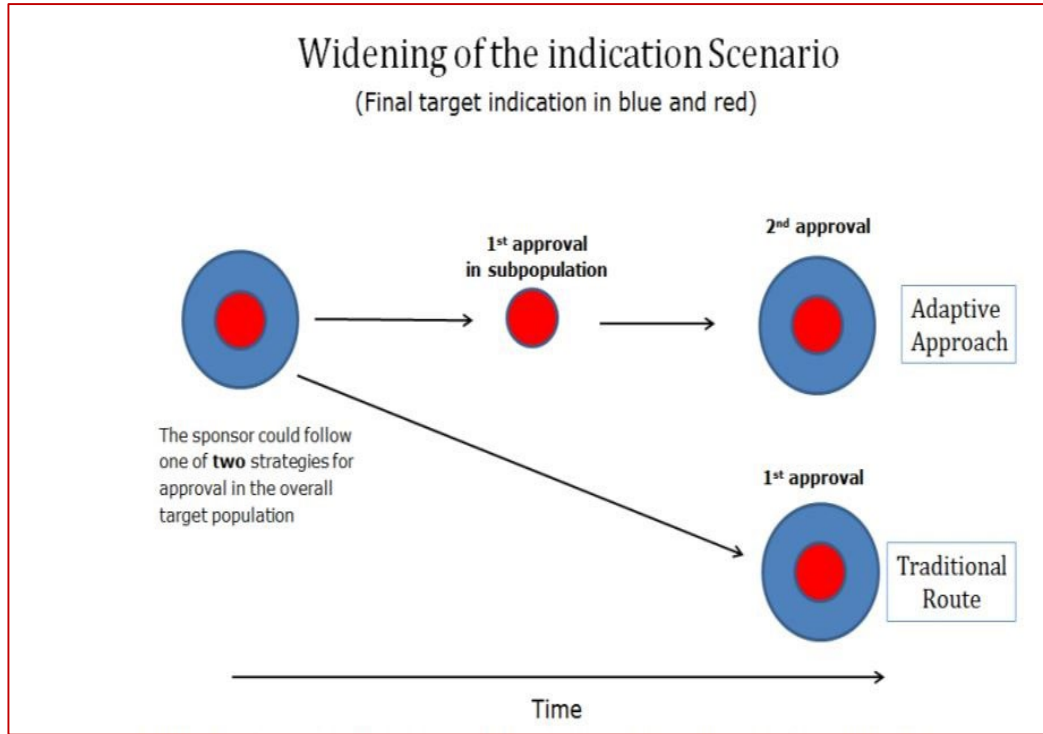 Widening of the indication Scenario
(Final target indication in blue and red)
1st approval
in subpopulation
2nd approval
Adaptive
Approach
The sponsor could follow
one of two strategies for
approval in the overall
target population
1st approval
Traditional
Route
Time